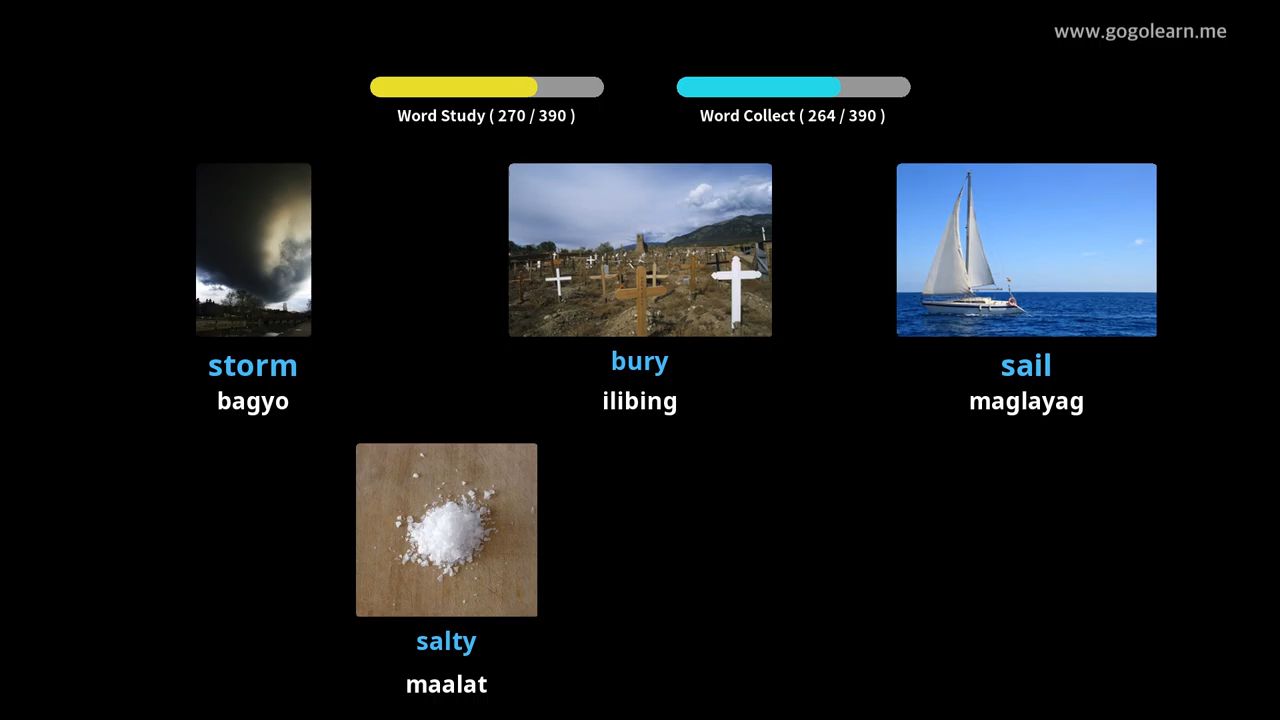 www.gogolearn.me
Word Study ( 270 / 390 )
Word Collect ( 264 / 390 )
storm
bagyo
bury
ilibing
sail
maglayag
salty
maalat